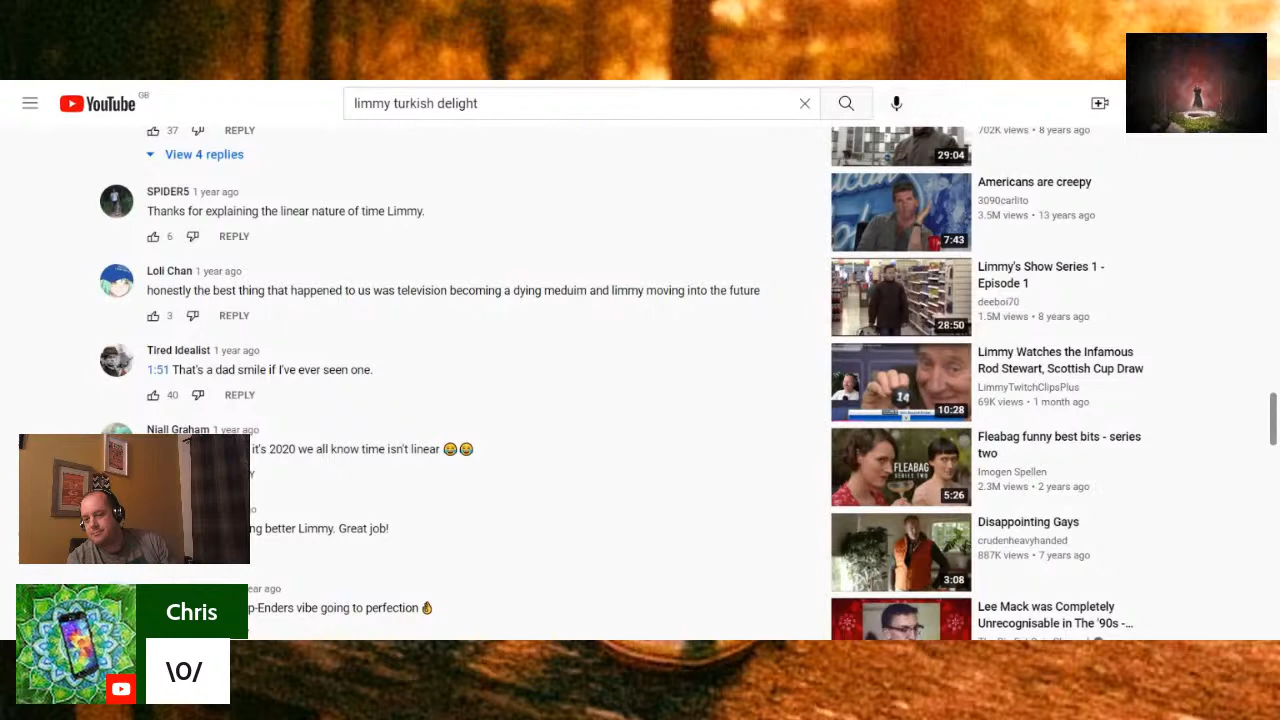 YouTube GB
limmy turkish delight
37 REPLY
View 4 replies
SPIDER5 1 year ago
Thanks for explaining the linear nature of time Limmy.
6 REPLY
Loli Chan 1 year ago
honestly the best thing that happened to us was television becoming a dying meduim and limmy moving into the future
3 REPLY
Tired Idealist 1 year ago
1:51 That's a dad smile if I've ever seen one.
40 REPLY
Niall Graham 1 year ago
it's 2020 we all know time isn't linear 😂😂
ng better Limmy. Great job!
ear ago
p-Enders vibe going to perfection 👌
Chris
\O/
702K views • 8 years ago
29:04
Americans are creepy
3090carlito
3.5M views • 13 years ago
7:43
Limmy's Show Series 1 -
Episode 1
deeboi70
1.5M views • 8 years ago
28:50
Limmy Watches the Infamous
Rod Stewart, Scottish Cup Draw
LimmyTwitchClipsPlus
69K views • 1 month ago
14
10:28
Fleabag funny best bits - series
two
Imogen Spellen
2.3M views • 2 years ago
FLEABAG
SERIES TWO
5:26
Disappointing Gays
crudenheavyhanded
887K views • 7 years ago
3:08
Lee Mack was Completely
Unrecognisable in The '90s -...